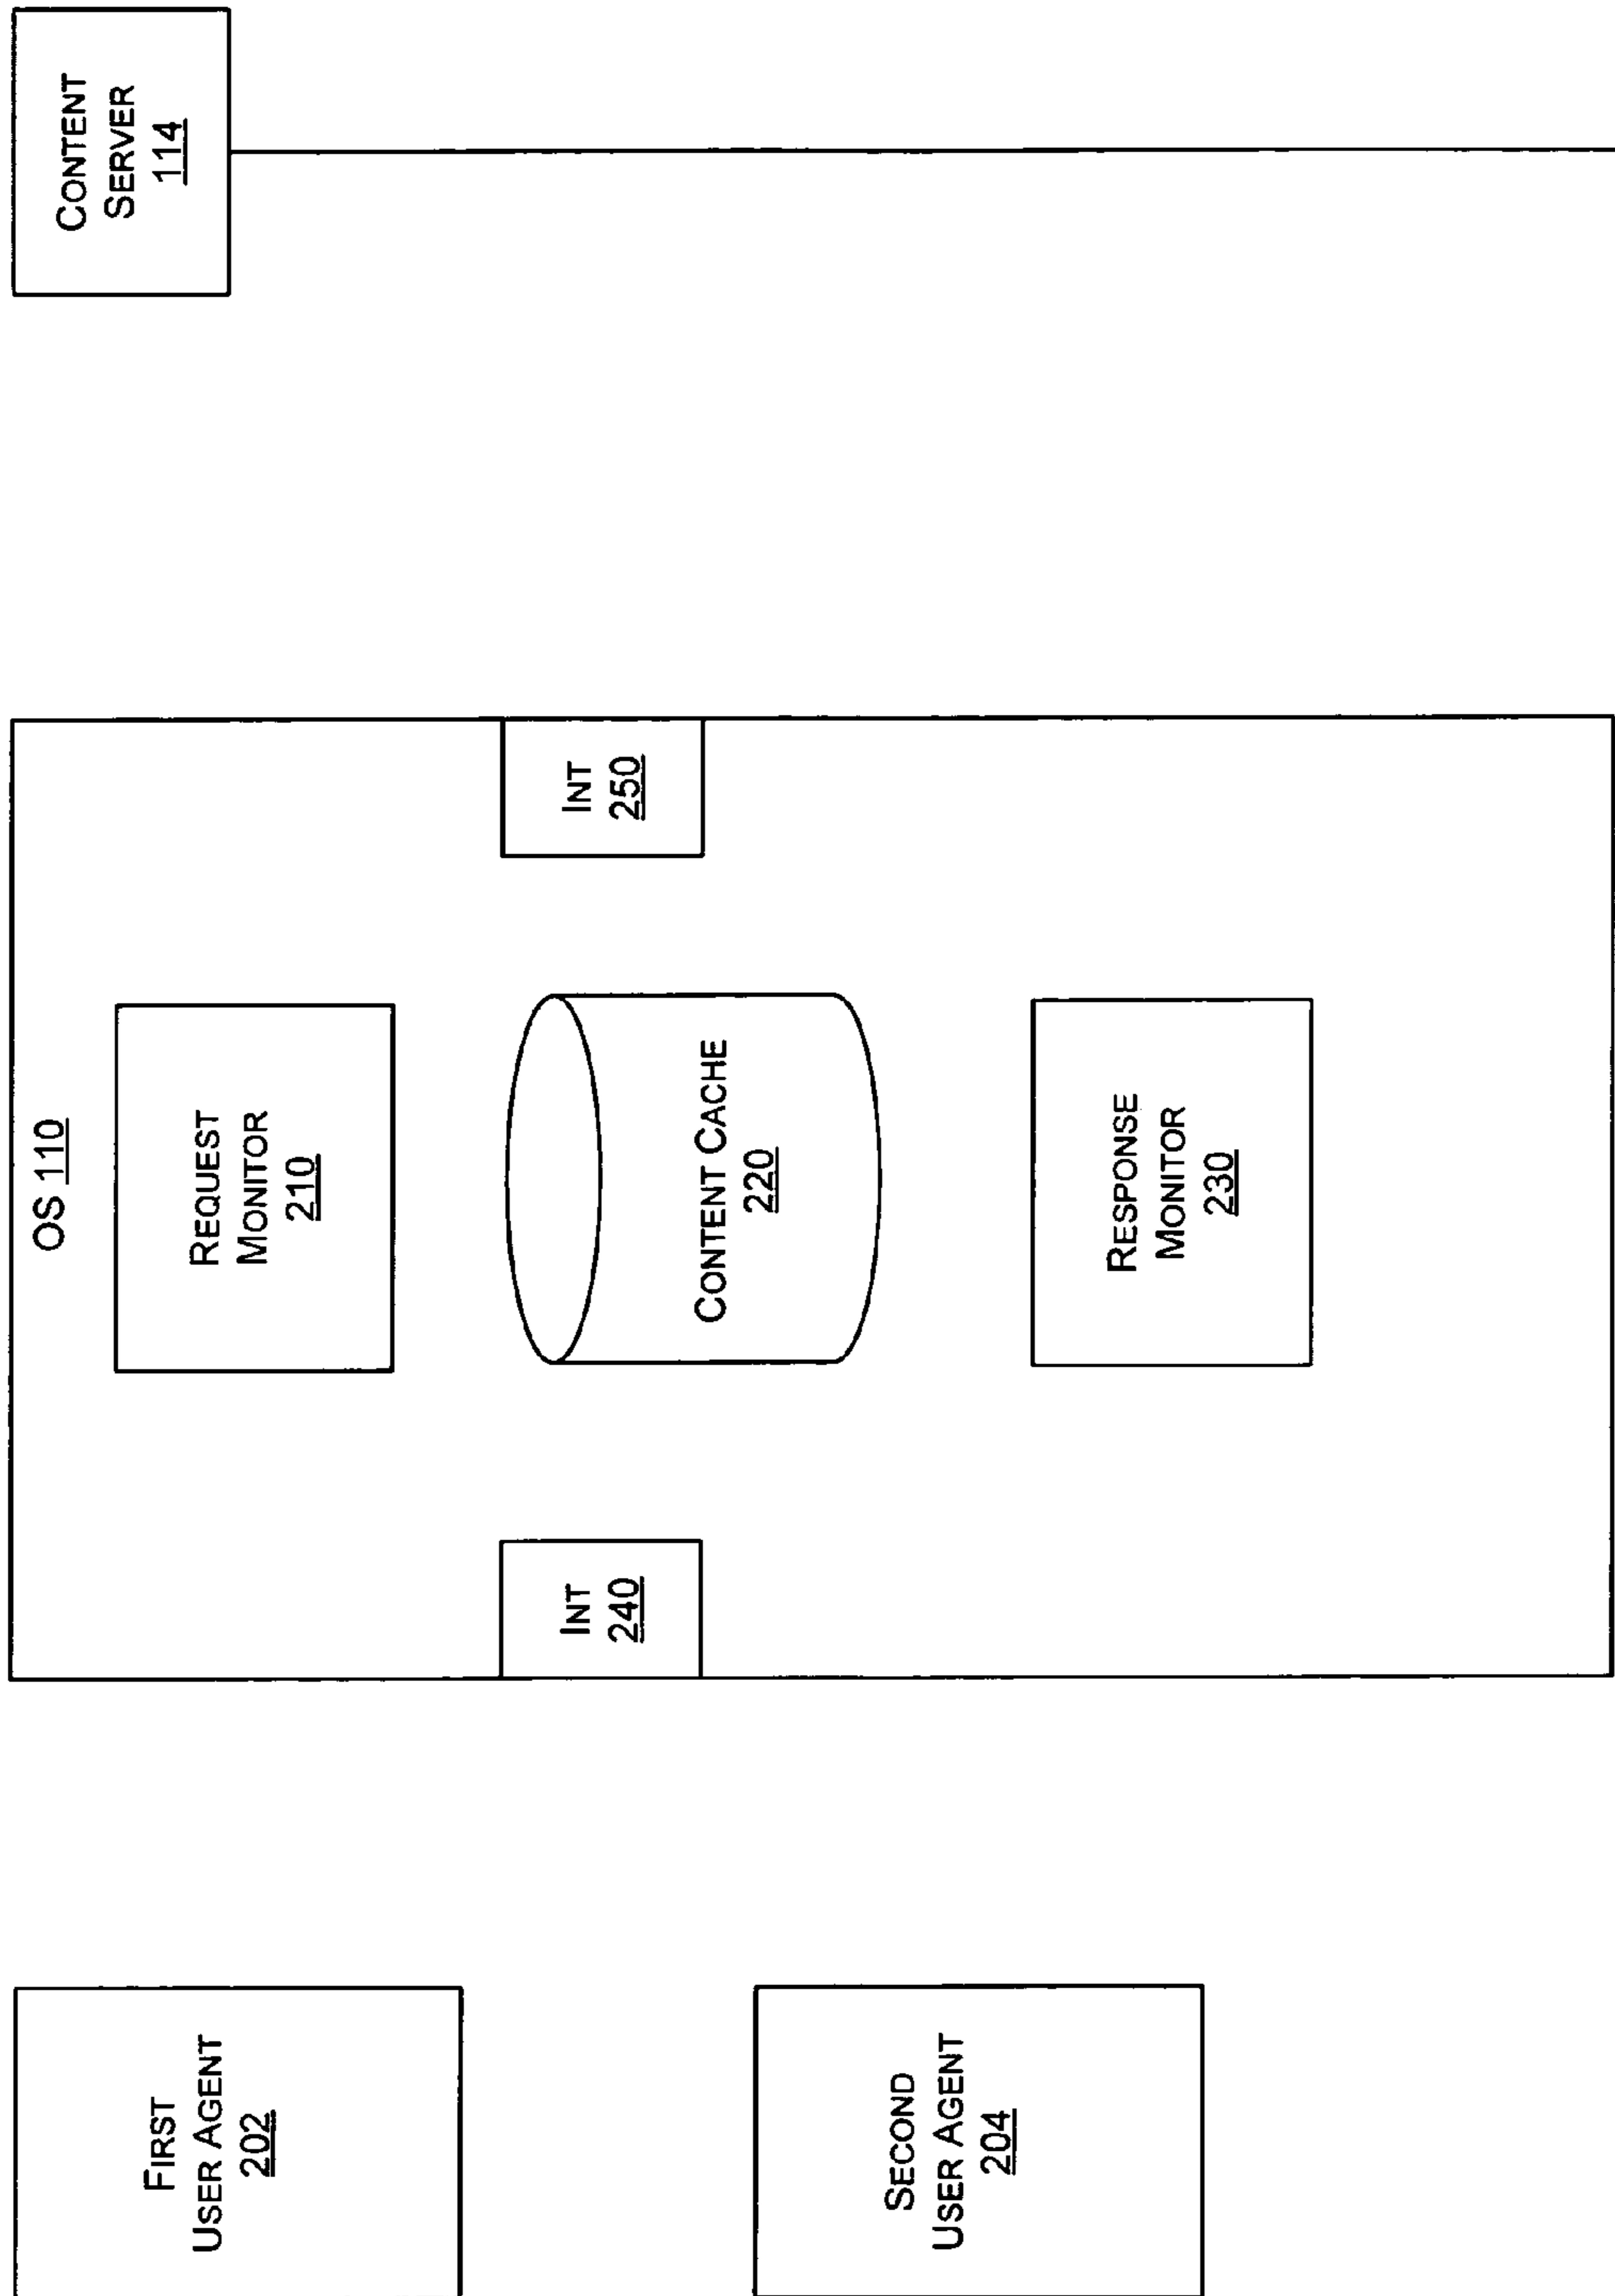 FIRST
USER AGENT
202
SECOND
USER AGENT
204
OS 110
REQUEST
MONITOR
210
INT
240
CONTENT CACHE
220
INT
250
RESPONSE
MONITOR
230
CONTENT
SERVER
114